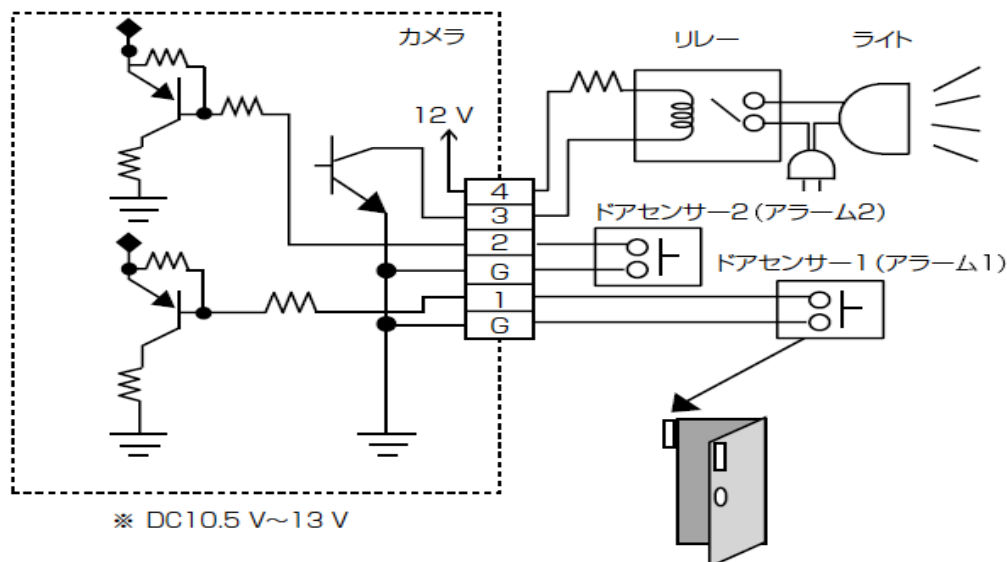 カメラ
リレー
ライト
12 V
4
3
2
G
1
G
ドアセンサー2(アラーム2)
ドアセンサー1(アラーム1)
※ DC10.5 V~13 V